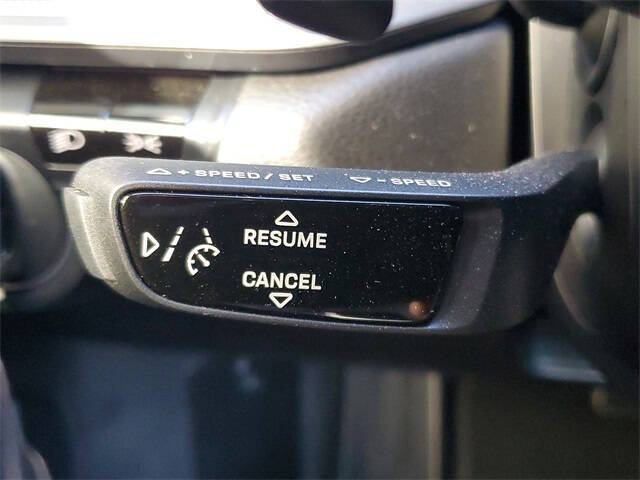 + SPEED / SET - SPEED
RESUME
CANCEL